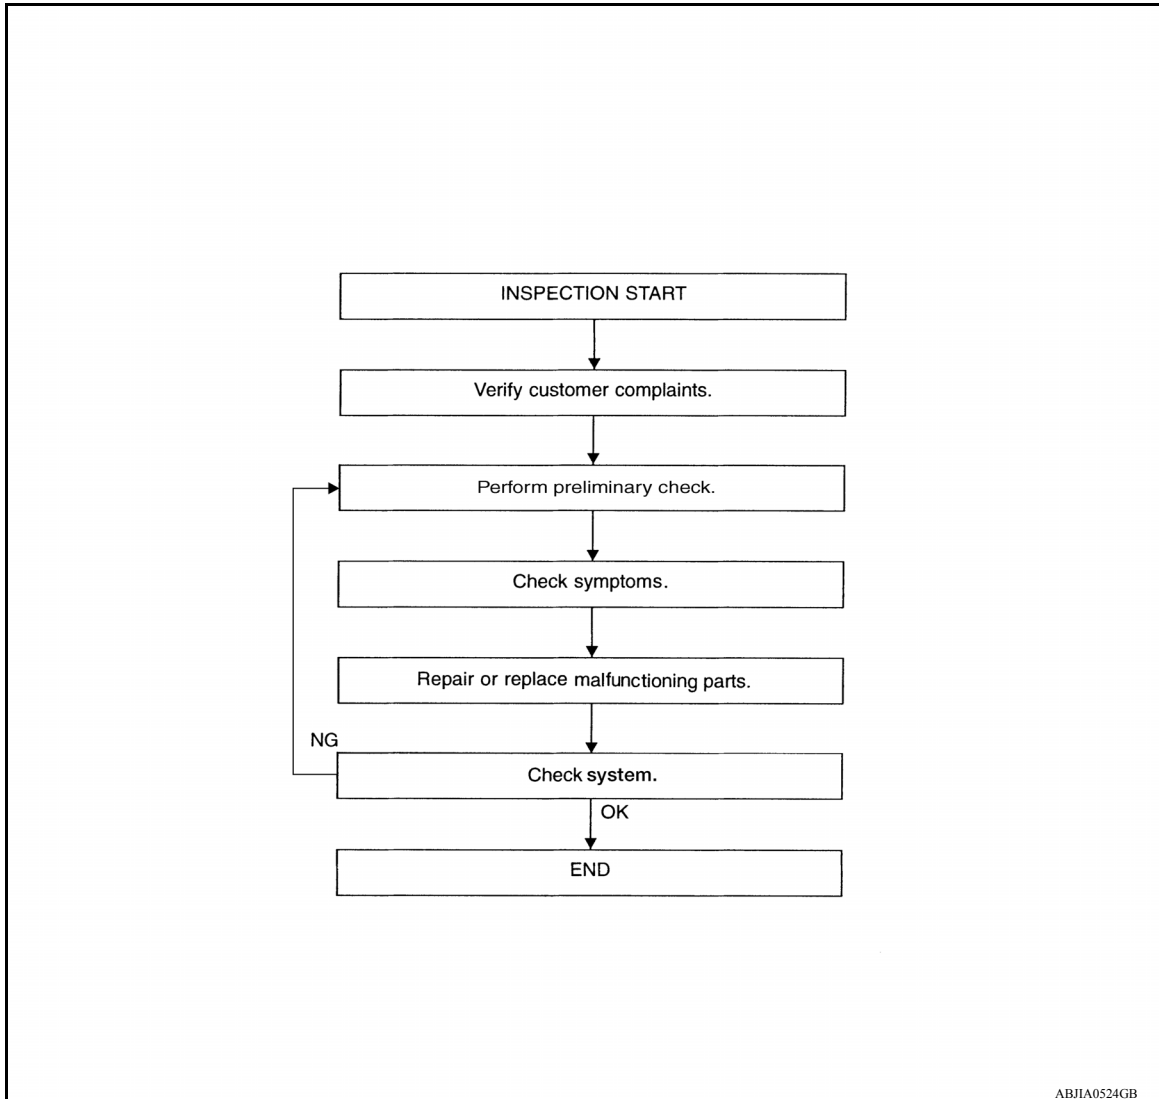 INSPECTION START
Verify customer complaints.
Perform preliminary check.
Check symptoms.
Repair or replace malfunctioning parts.
NG
Check system.
OK
END
ABJIA0524GB